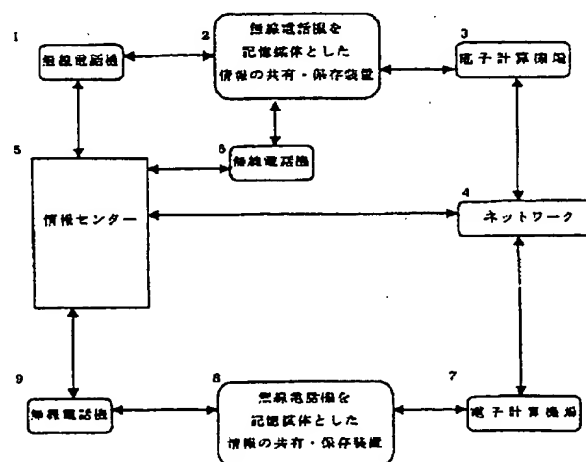 1
無線電話機
2
無線電話機を
記憶媒体とした
情報の共有・保存装置
3
電子計算機端
5
情報センター
6
無線電話機
4
ネットワーク
9
無線電話機
8
無線電話機を
記憶媒体とした
情報の共有・保存装置
7
電子計算機端